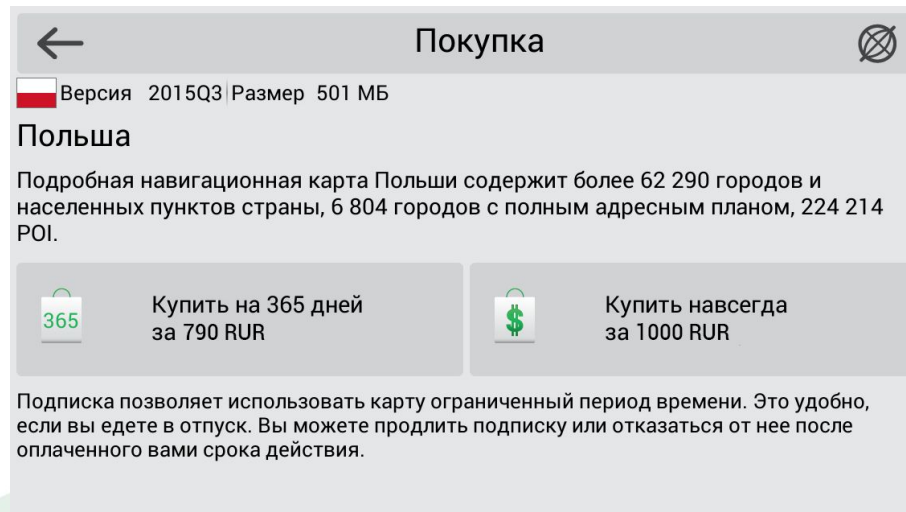 Покупка
Версия 2015Q3 Размер 501 МБ
Польша
Подробная навигационная карта Польши содержит более 62 290 городов и
населенных пунктов страны, 6 804 городов с полным адресным планом, 224 214
POI.
365
Купить на 365 дней
за 790 RUR
$
Купить навсегда
за 1000 RUR
Подписка позволяет использовать карту ограниченный период времени. Это удобно,
если вы едете в отпуск. Вы можете продлить подписку или отказаться от нее после
оплаченного вами срока действия.